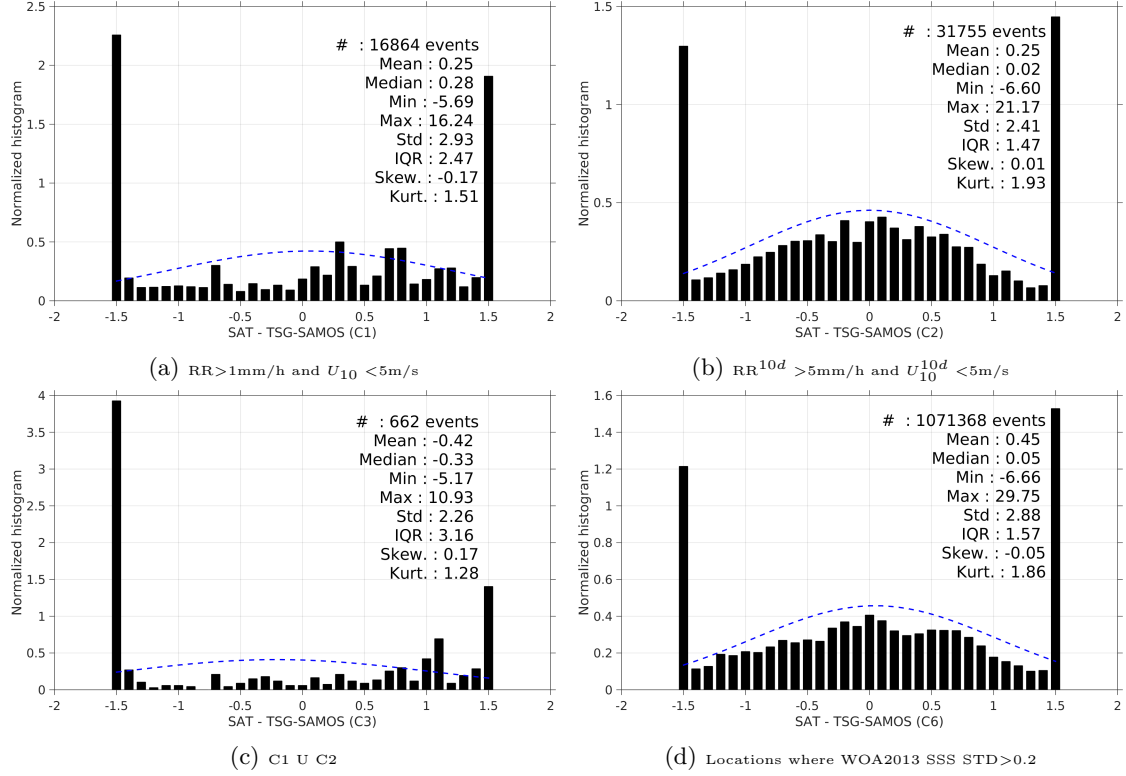 2.5
2
1.5
1
0.5
0
Normalized histogram
# : 16864 events
Mean : 0.25
Median : 0.28
Min : -5.69
Max : 16.24
Std : 2.93
IQR : 2.47
Skew. : -0.17
Kurt. : 1.51
-2 -1.5 -1 -0.5 0 0.5 1 1.5 2
SAT - TSG-SAMOS (C1)
(a) RR>1mm/h and U10 <5m/s
1.5
1
0.5
0
Normalized histogram
# : 31755 events
Mean : 0.25
Median : 0.02
Min : -6.60
Max : 21.17
Std : 2.41
IQR : 1.47
Skew. : 0.01
Kurt. : 1.93
-2 -1.5 -1 -0.5 0 0.5 1 1.5 2
SAT - TSG-SAMOS (C2)
(b) RR^10d >5mm/h and U_10^10d <5m/s
4
3.5
3
2.5
2
1.5
1
0.5
0
Normalized histogram
# : 662 events
Mean : -0.42
Median : -0.33
Min : -5.17
Max : 10.93
Std : 2.26
IQR : 3.16
Skew. : 0.17
Kurt. : 1.28
-2 -1.5 -1 -0.5 0 0.5 1 1.5 2
SAT - TSG-SAMOS (C3)
(c) C1 U C2
1.6
1.4
1.2
1
0.8
0.6
0.4
0.2
0
Normalized histogram
# : 1071368 events
Mean : 0.45
Median : 0.05
Min : -6.66
Max : 29.75
Std : 2.88
IQR : 1.57
Skew. : -0.05
Kurt. : 1.86
-2 -1.5 -1 -0.5 0 0.5 1 1.5 2
SAT - TSG-SAMOS (C6)
(d) Locations where WOA2013 SSS STD>0.2